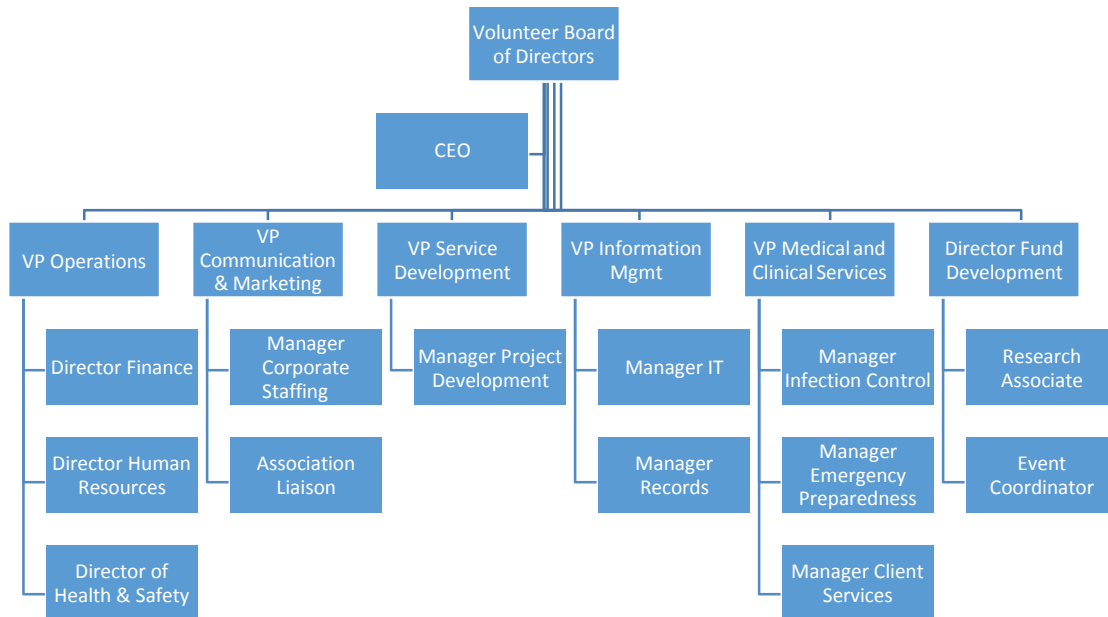 Volunteer Board
of Directors
CEO
VP Operations
VP
Communication
& Marketing
VP Service
Development
VP Information
Mgmt
VP Medical and
Clinical Services
Director Fund
Development
Director Finance
Manager
Corporate
Staffing
Manager Project
Development
Manager IT
Manager
Infection Control
Research
Associate
Director Human
Resources
Association
Liaison
Manager
Records
Manager
Emergency
Preparedness
Event
Coordinator
Director of
Health & Safety
Manager Client
Services